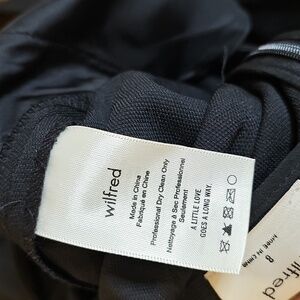 wilfred
Made in China
Fabriqué en Chine
Professional Dry Clean Only
Nettoyage à Sec Professionnel
Seulement
A LITTLE LOVE
GOES A LONG WAY.
8